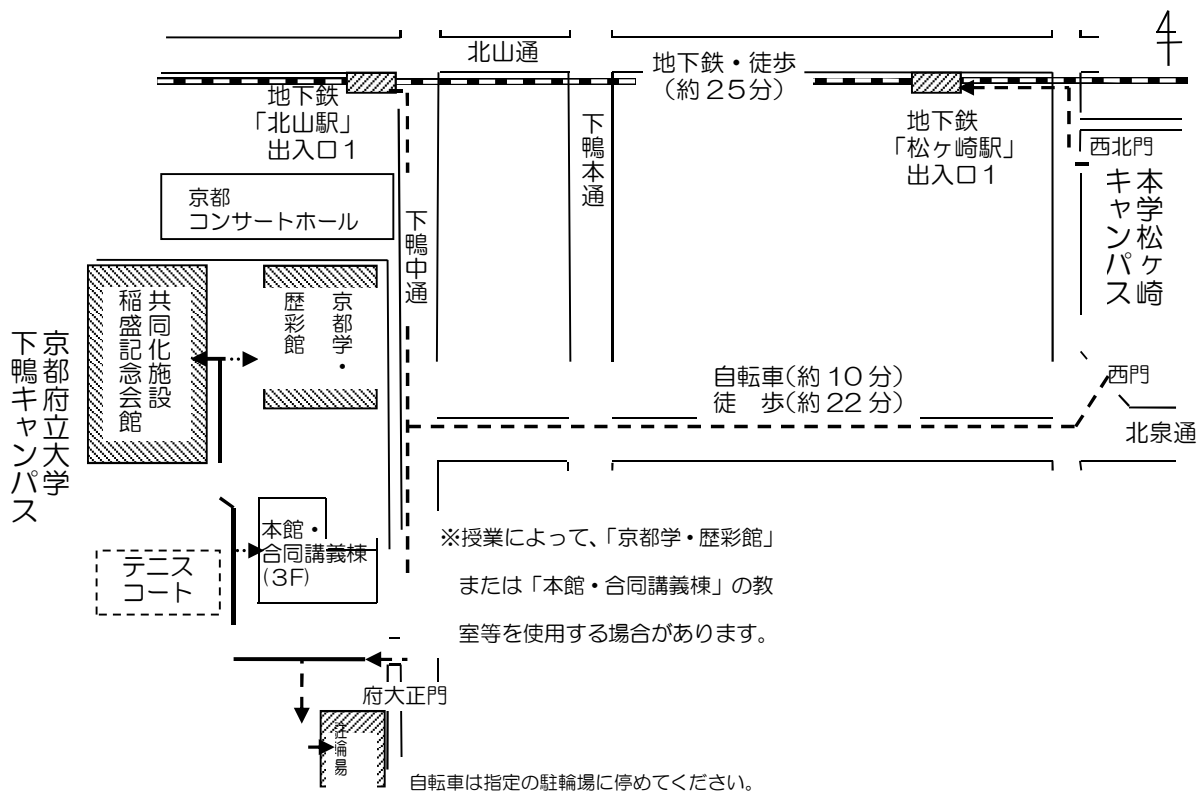 北山通
地下鉄・徒歩
（約２５分）
地下鉄
「北山駅」
出入口１
下鴨本通
地下鉄
「松ヶ崎駅」
出入口１
西北門
本学松ヶ崎
キャンパス
京都
コンサートホール
下鴨中通
共同化施設
稲盛記念会館
京都学・
歴彩館
京都府立大学
下鴨キャンパス
自転車（約１０分）
徒　歩（約２２分）
西門
北泉通
本館・
合同講義棟
(３F)
テニス
コート
※授業によって、「京都学・歴彩館」
または「本館・合同講義棟」の教
室等を使用する場合があります。
府大正門
自転車は指定の駐輪場に停めてください。